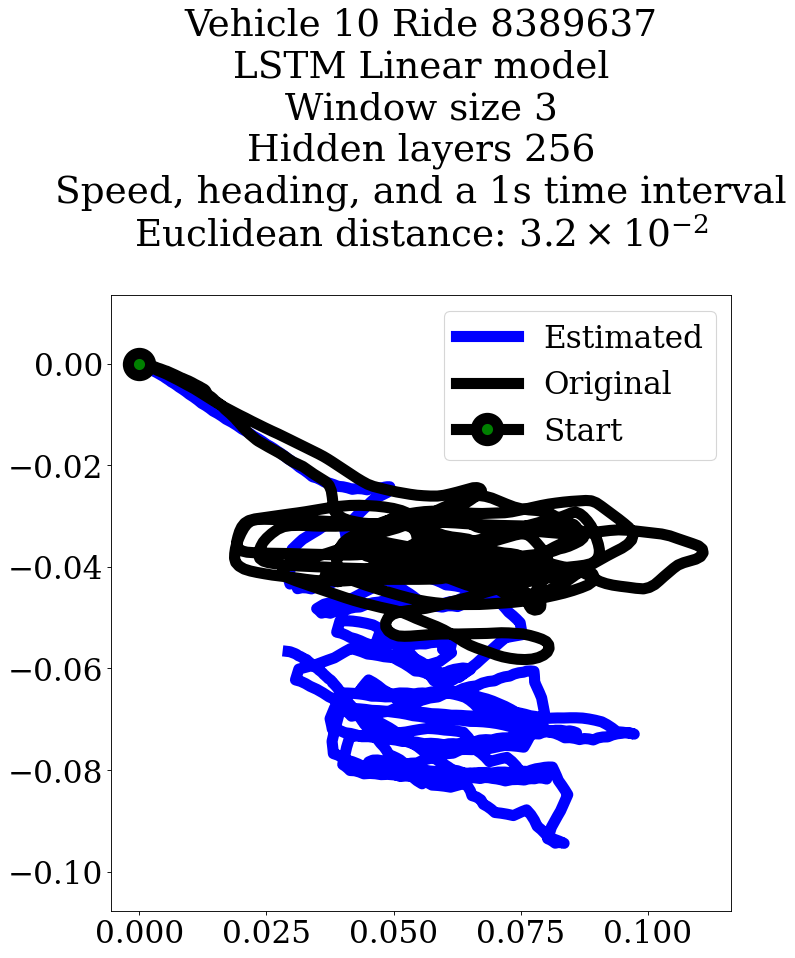 Vehicle 10 Ride 8389637
LSTM Linear model
Window size 3
Hidden layers 256
Speed, heading, and a 1s time interval
Euclidean distance: 3.2 × 10⁻²
Estimated
Original
Start
0.00
−0.02
−0.04
−0.06
−0.08
−0.10
0.000 0.025 0.050 0.075 0.100